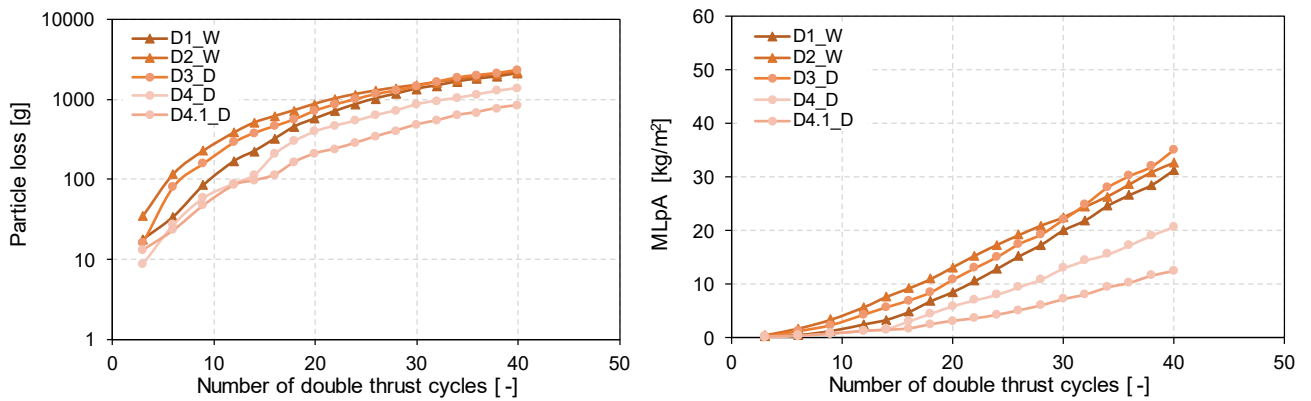 10000
1000
100
10
1
Particle loss [g]
D1_W
D2_W
D3_D
D4_D
D4.1_D
0
10
20
30
40
50
Number of double thrust cycles [ -]
60
50
40
30
20
10
0
MLpA [kg/m²]
D1_W
D2_W
D3_D
D4_D
D4.1_D
0
10
20
30
40
50
Number of double thrust cycles [ -]